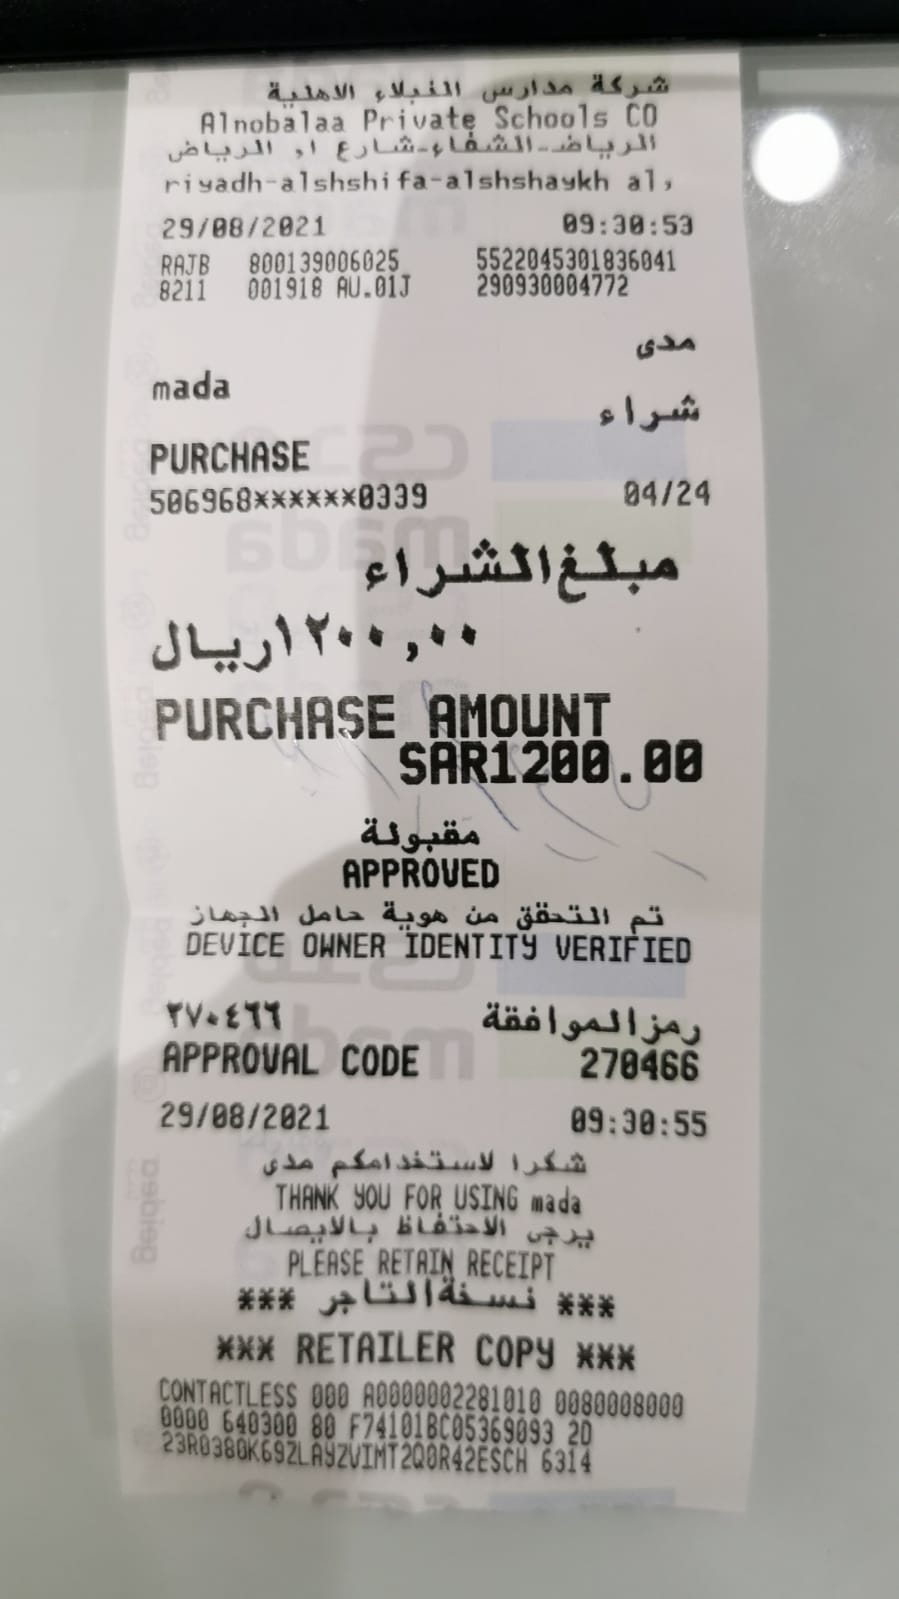 شركة مدارس النبلاء الاهلية
Alnobalaa Private Schools CO
الرياض-الشفاء-شارع ا, الرياض
riyadh-alshshifa-alshshaykh al,
29/08/2021 09:30:53
RAJB 800139006025 5522045301836041
8211 001918 AU.01J 290930004772
مدى
mada
شراء
PURCHASE
506968******0339 04/24
مبلغ الشراء
١٢٠٠,٠٠ ريال
PURCHASE AMOUNT
SAR1200.00
مقبولة
APPROVED
تم التحقق من هوية حامل الجهاز
DEVICE OWNER IDENTITY VERIFIED
رمز الموافقة ٢٧٠٤٦٦
APPROVAL CODE 270466
29/08/2021 09:30:55
شكرا لاستخدامكم مدى
THANK YOU FOR USING mada
يرجى الاحتفاظ بالايصال
PLEASE RETAIN RECEIPT
*** نسخة التاجر ***
*** RETAILER COPY ***
CONTACTLESS 000 A0000002281010 0080008000
0000 640300 80 F74101BC05369093 2D
23R0380K69ZLAYZVIMT2Q0R42ESCH 6314